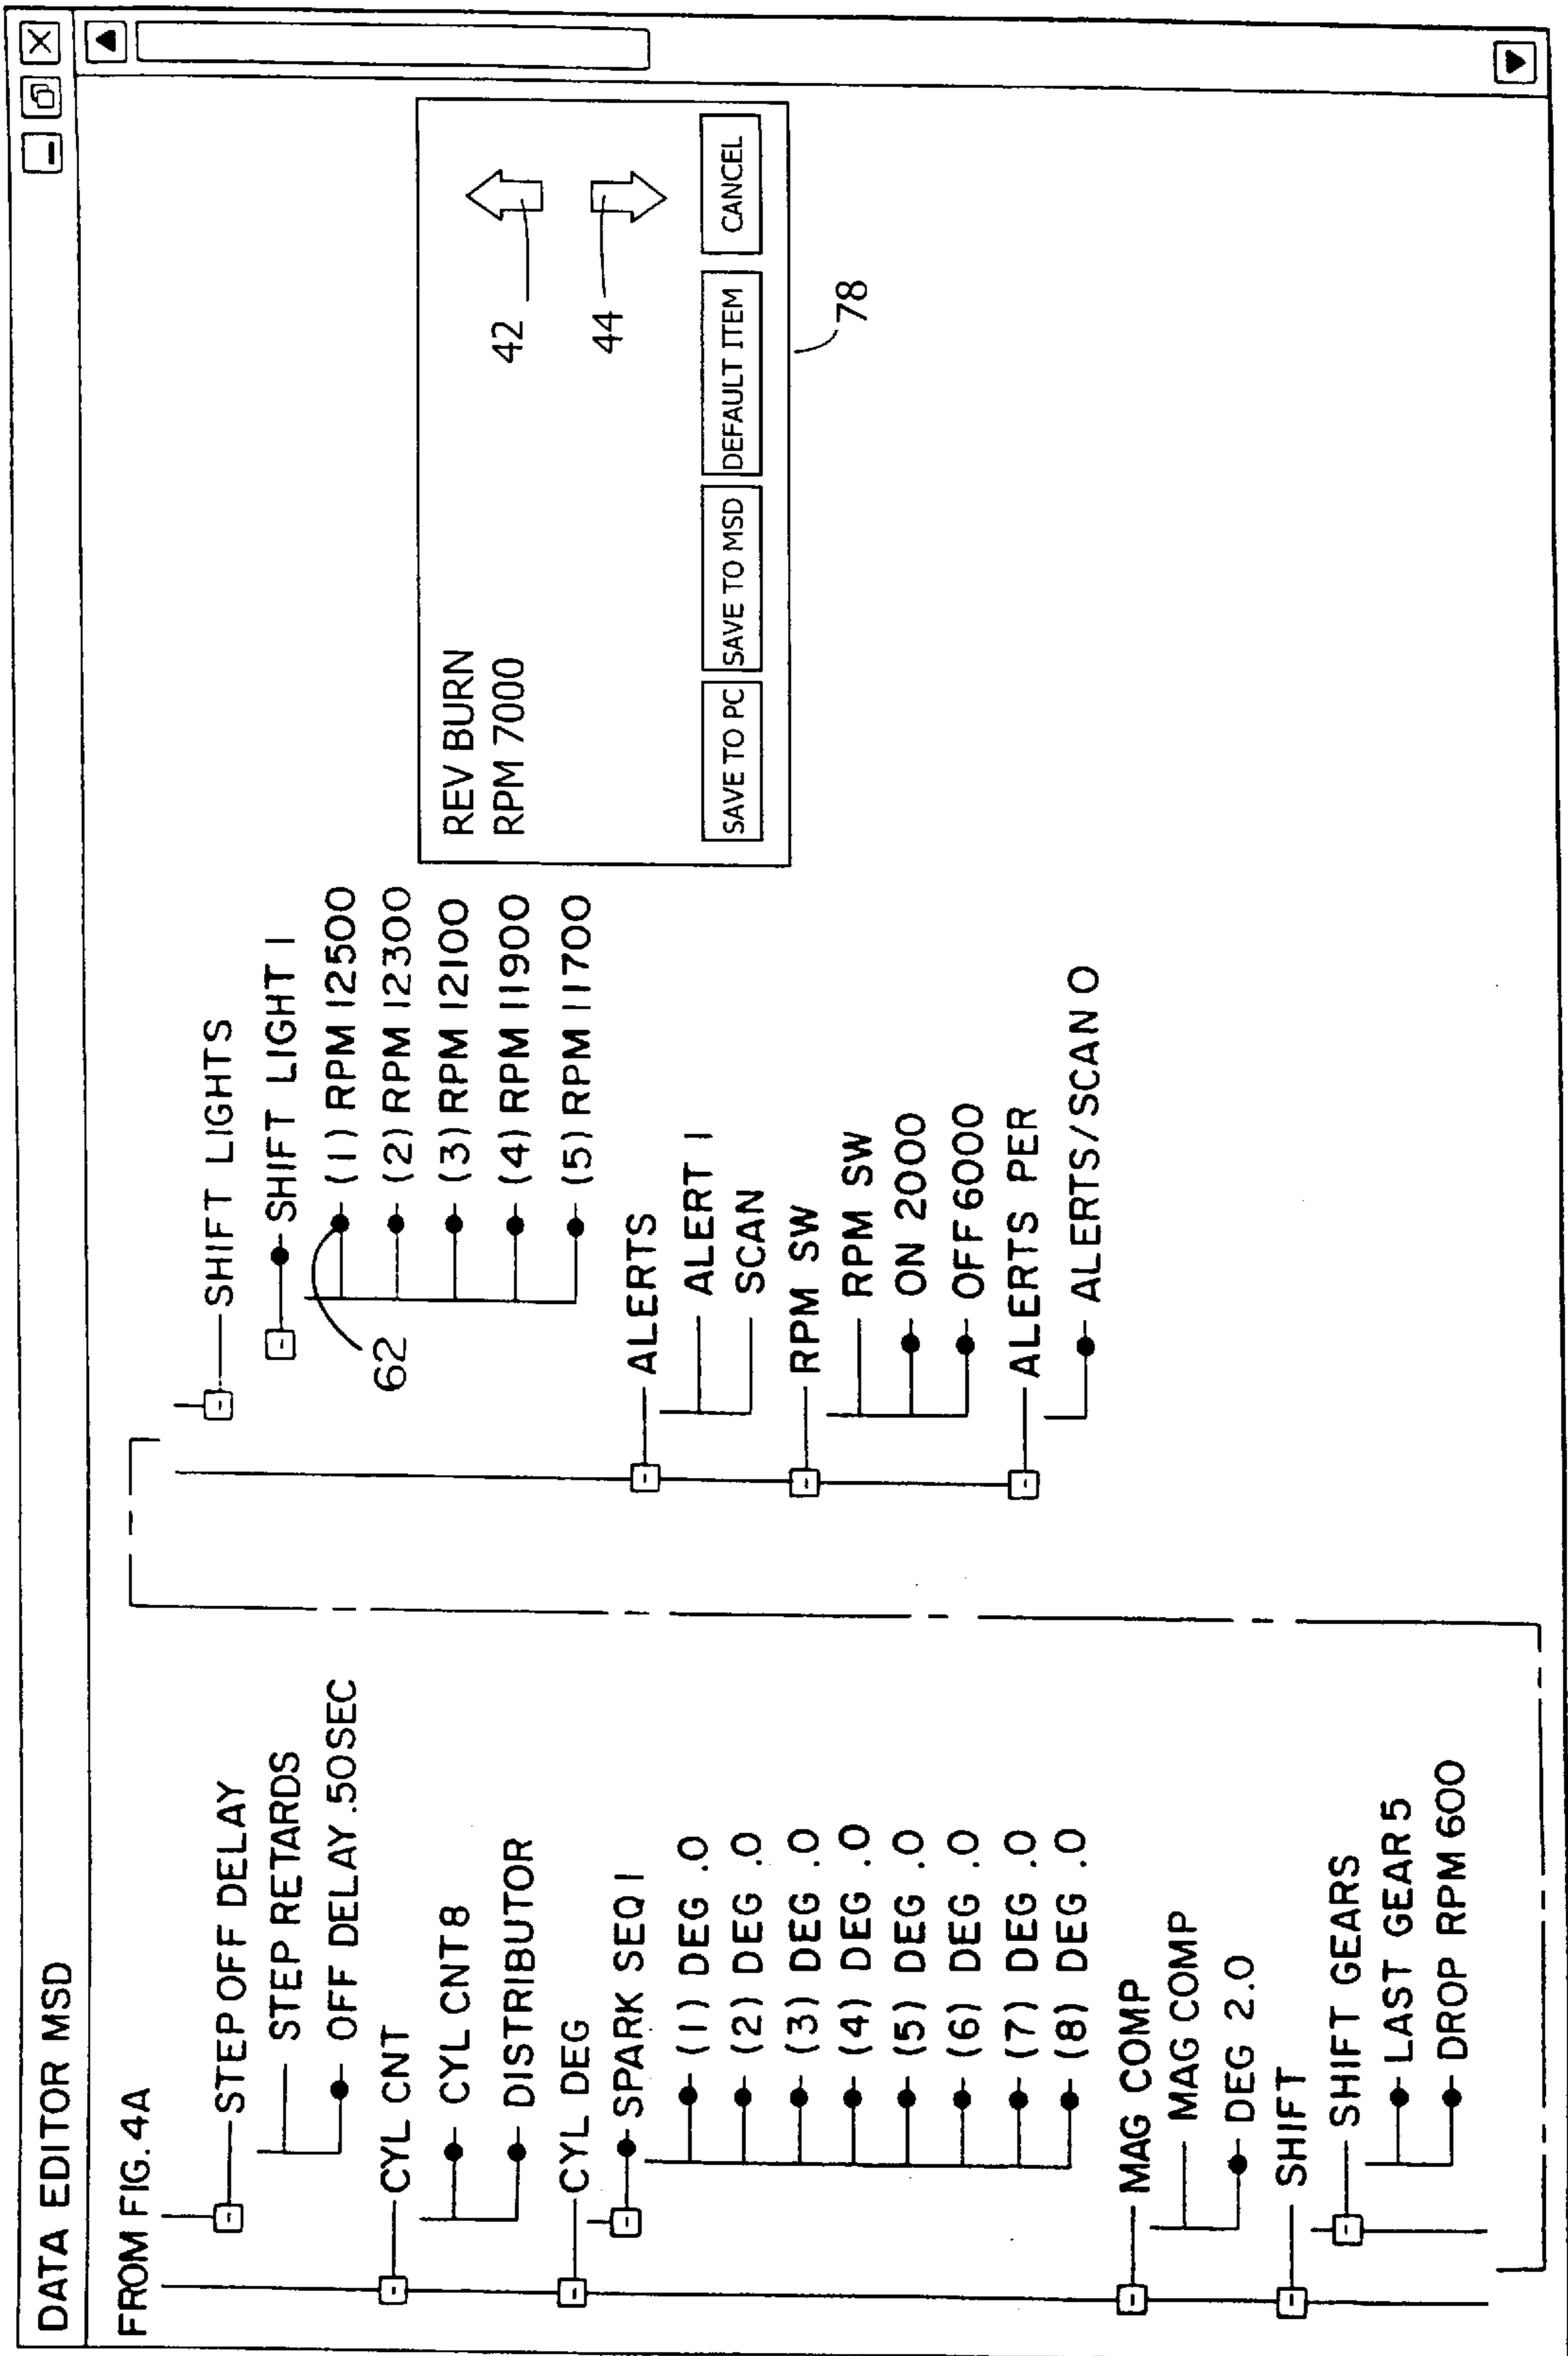 DATA EDITOR MSD
FROM FIG. 4A
STEP OFF DELAY
STEP RETARDS
OFF DELAY .50SEC
CYL CNT
CYL CNT8
DISTRIBUTOR
CYL DEG
SPARK SEQ I
(1) DEG .0
(2) DEG .0
(3) DEG .0
(4) DEG .0
(5) DEG .0
(6) DEG .0
(7) DEG .0
(8) DEG .0
MAG COMP
MAG COMP
DEG 2.0
SHIFT
SHIFT GEARS
LAST GEAR 5
DROP RPM 600
SHIFT LIGHTS
SHIFT LIGHT I
(1) RPM 12500
(2) RPM 12300
(3) RPM 12100
(4) RPM 11900
(5) RPM 11700
62
ALERTS
ALERT I
SCAN
RPM SW
RPM SW
ON 2000
OFF 6000
ALERTS PER
ALERTS/SCAN 0
REV BURN
RPM 7000
42
44
SAVE TO PC
SAVE TO MSD
DEFAULT ITEM
CANCEL
78